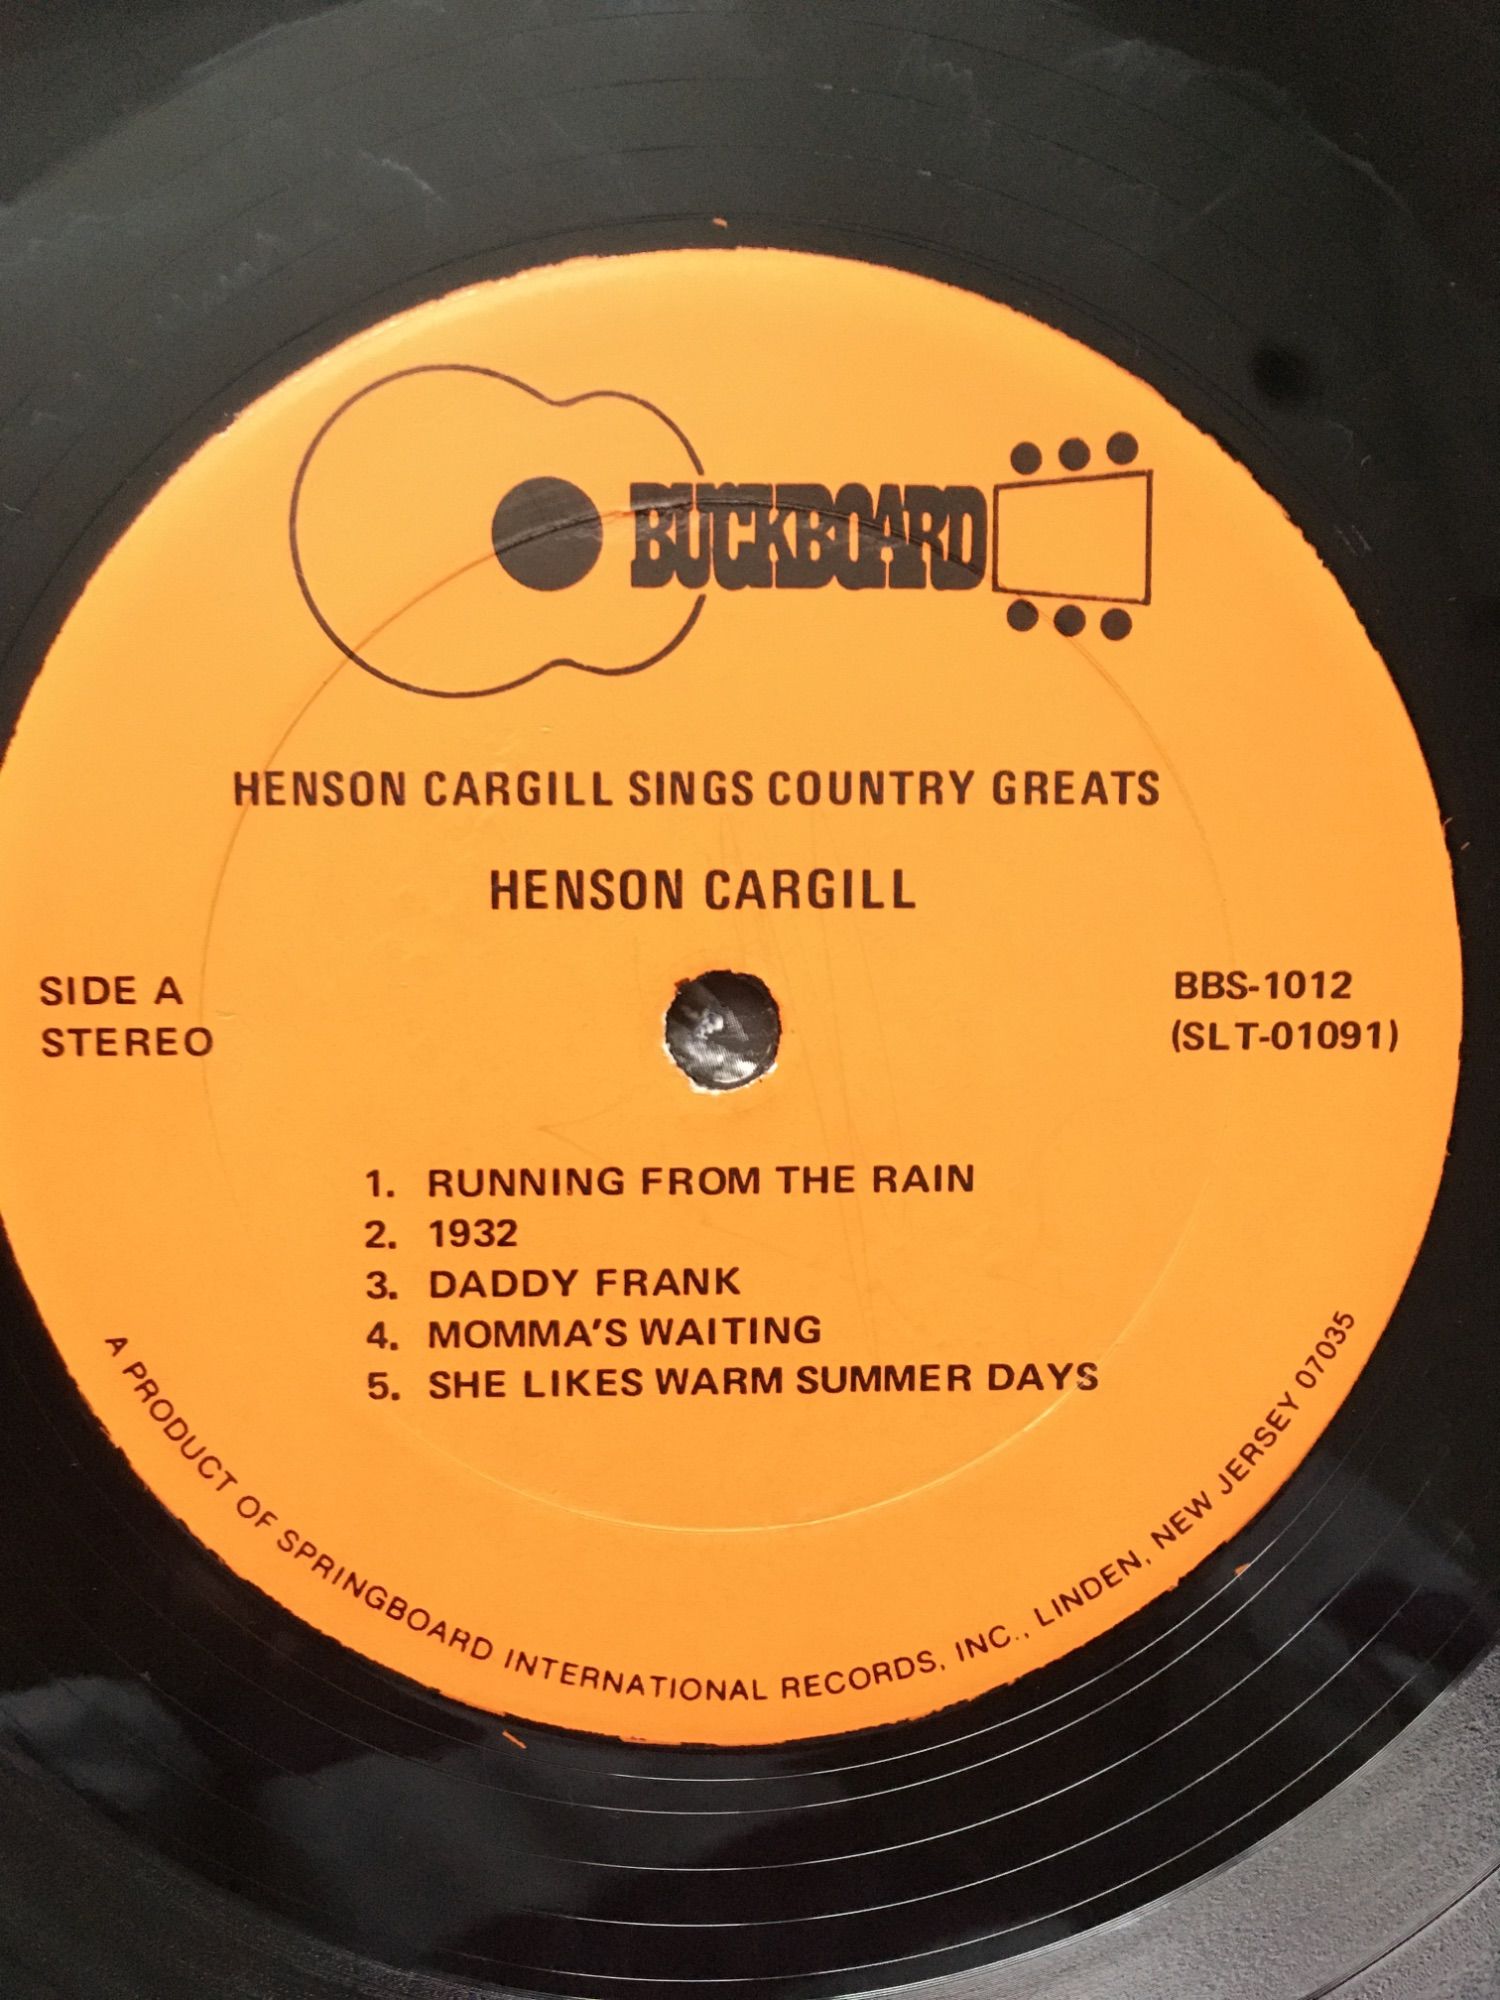 BUCKBOARD
HENSON CARGILL SINGS COUNTRY GREATS
HENSON CARGILL
SIDE A
STEREO
BBS-1012
(SLT-01091)
1. RUNNING FROM THE RAIN
2. 1932
3. DADDY FRANK
4. MOMMA'S WAITING
5. SHE LIKES WARM SUMMER DAYS
A PRODUCT OF SPRINGBOARD INTERNATIONAL RECORDS, INC., LINDEN, NEW JERSEY 07035